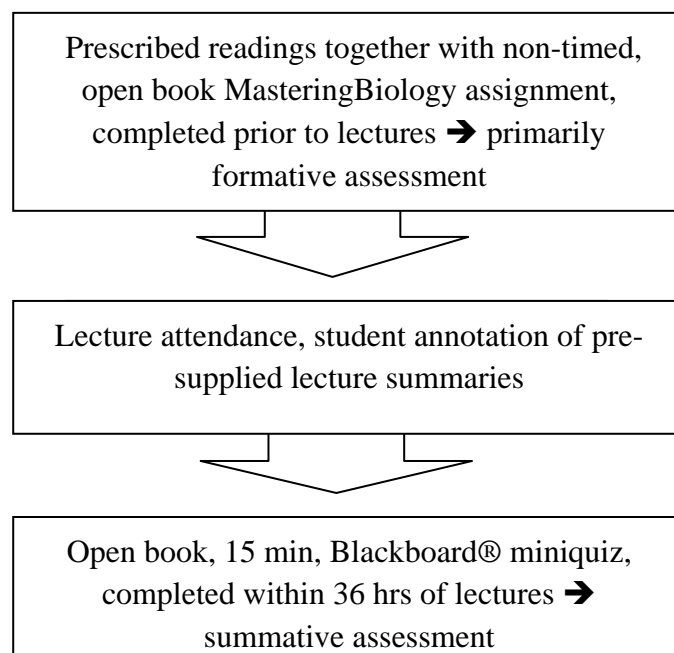 Prescribed readings together with non-timed,
open book MasteringBiology assignment,
completed prior to lectures ➔ primarily
formative assessment
Lecture attendance, student annotation of pre-
supplied lecture summaries
Open book, 15 min, Blackboard® miniquiz,
completed within 36 hrs of lectures ➔
summative assessment